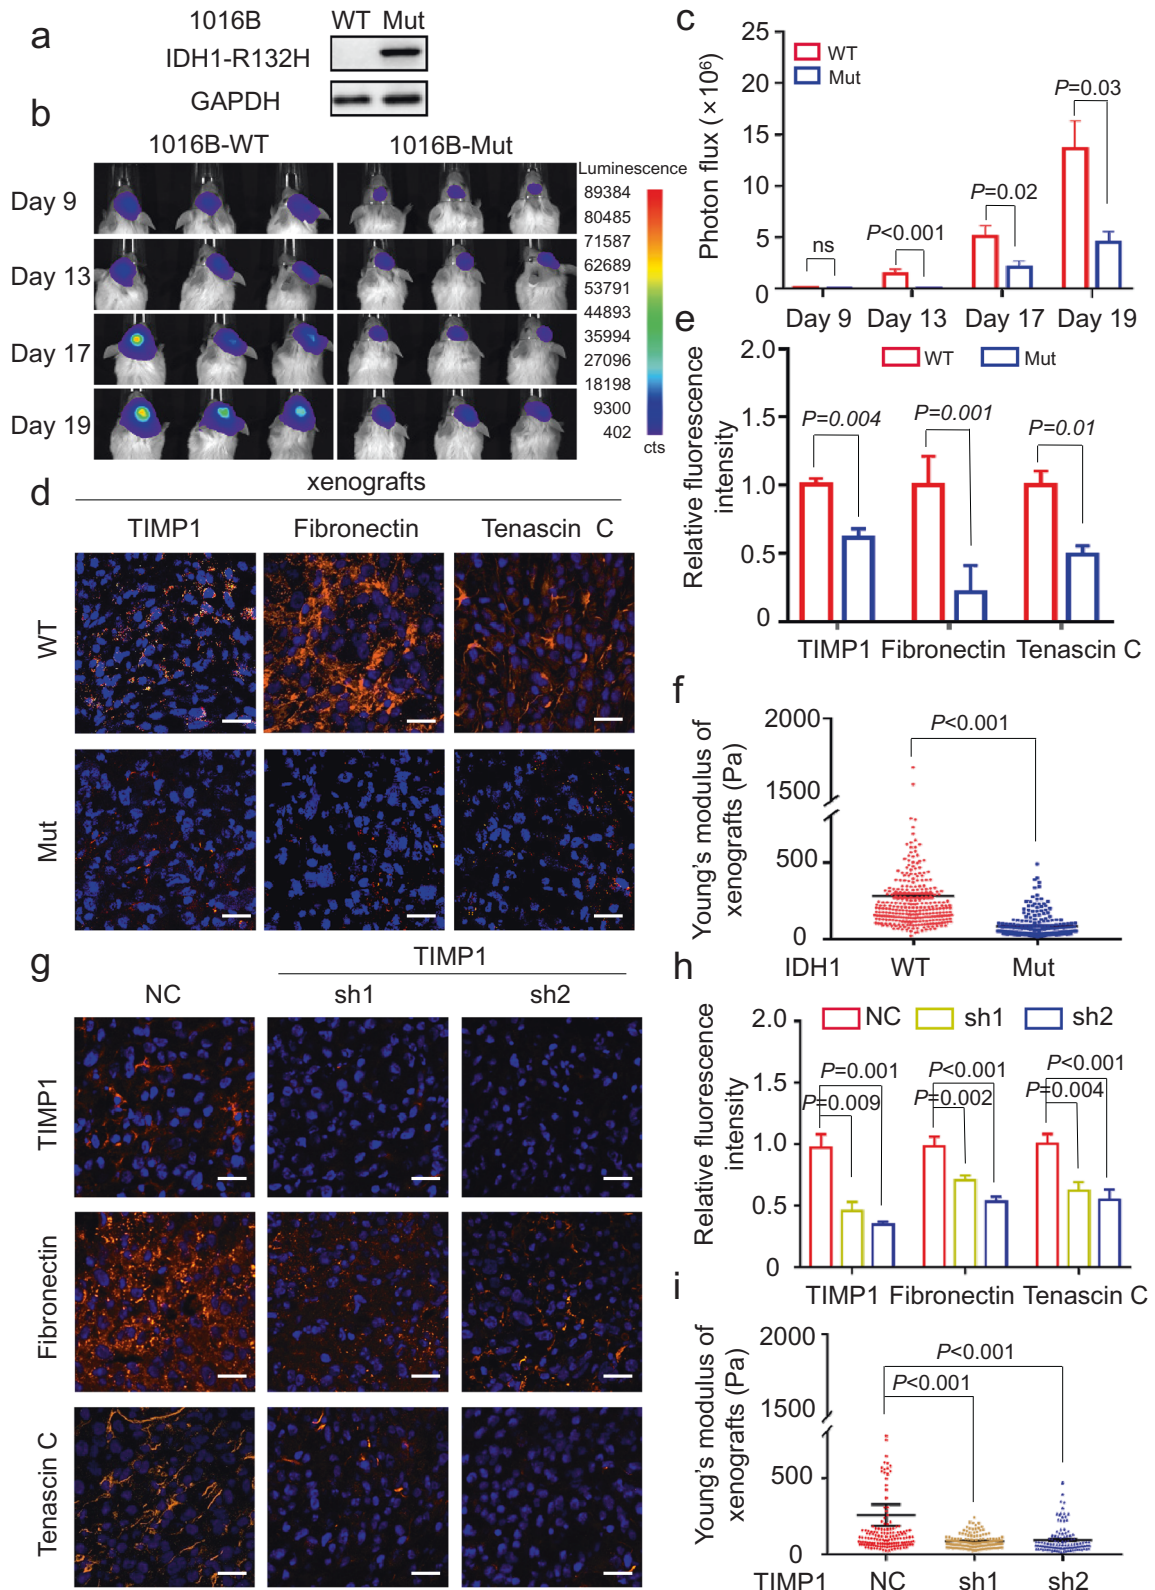 a
1016B
WT Mut
IDH1-R132H
GAPDH
b
1016B-WT
1016B-Mut
Day 9
Day 13
Day 17
Day 19
Luminescence
89384
80485
71587
62689
53791
44893
35994
27096
18198
9300
402
cts
c
Photon flux (×10⁶)
25
20
15
10
5
0
WT
Mut
ns
P<0.001
P=0.02
P=0.03
Day 9 Day 13 Day 17 Day 19
d
xenografts
TIMP1 Fibronectin Tenascin C
WT
Mut
e
Relative fluorescence
intensity
2.0
1.5
1.0
0.5
0
WT Mut
P=0.004
P=0.001
P=0.01
TIMP1 Fibronectin Tenascin C
f
Young's modulus of
xenografts (Pa)
2000
1500
500
0
P<0.001
IDH1 WT Mut
g
TIMP1
NC sh1 sh2
TIMP1
Fibronectin
Tenascin C
h
Relative fluorescence
intensity
2.0
1.5
1.0
0.5
0
NC sh1 sh2
P=0.001
P=0.009
P<0.001
P=0.002
P<0.001
P=0.004
TIMP1 Fibronectin Tenascin C
i
Young's modulus of
xenografts (Pa)
2000
1500
500
0
P<0.001
P<0.001
TIMP1 NC sh1 sh2